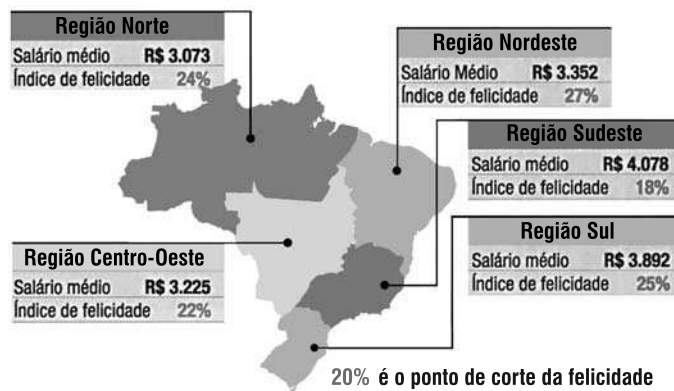 Região Norte
Salário médio R$ 3.073
Índice de felicidade 24%
Região Nordeste
Salário Médio R$ 3.352
Índice de felicidade 27%
Região Sudeste
Salário médio R$ 4.078
Índice de felicidade 18%
Região Centro-Oeste
Salário médio R$ 3.225
Índice de felicidade 22%
Região Sul
Salário médio R$ 3.892
Índice de felicidade 25%
20% é o ponto de corte da felicidade